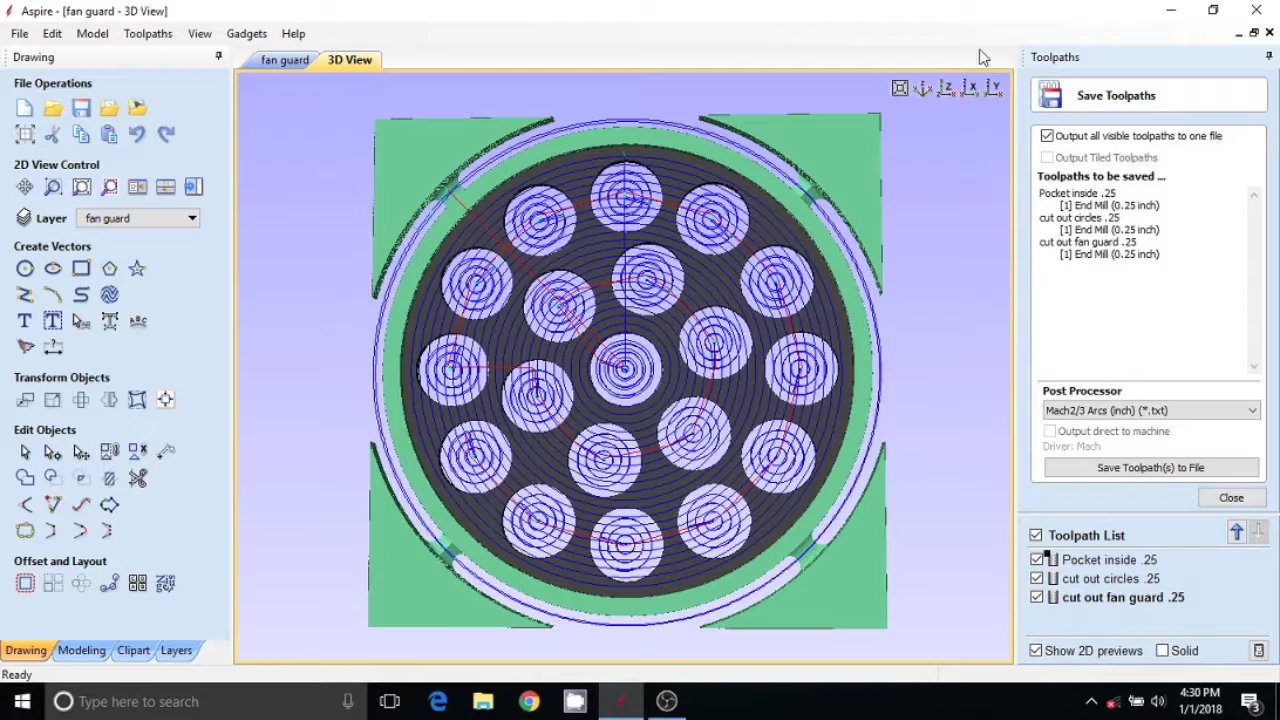 Aspire - [fan guard - 3D View]
File Edit Model Toolpaths View Gadgets Help
Drawing
File Operations
2D View Control
Layer fan guard
Create Vectors
Transform Objects
Edit Objects
Offset and Layout
Drawing Modeling Clipart Layers
Ready
fan guard 3D View
Z X Y
Toolpaths
Save Toolpaths
Output all visible toolpaths to one file
Output Tiled Toolpaths
Toolpaths to be saved ...
Pocket inside .25
[1] End Mill (0.25 inch)
cut out circles .25
[1] End Mill (0.25 inch)
cut out fan guard .25
[1] End Mill (0.25 inch)
Post Processor
Mach2/3 Arcs (inch) (*.txt)
Output direct to machine
Driver: Mach
Save Toolpath(s) to File
Close
Toolpath List
Pocket inside .25
cut out circles .25
cut out fan guard .25
Show 2D previews Solid
Type here to search
4:30 PM
1/1/2018
3